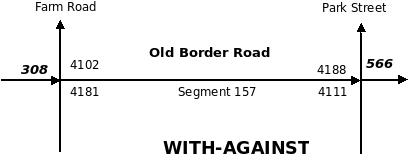 Farm Road Park Street
Old Border Road
308 4102 4188 566
4181 Segment 157 4111
WITH-AGAINST